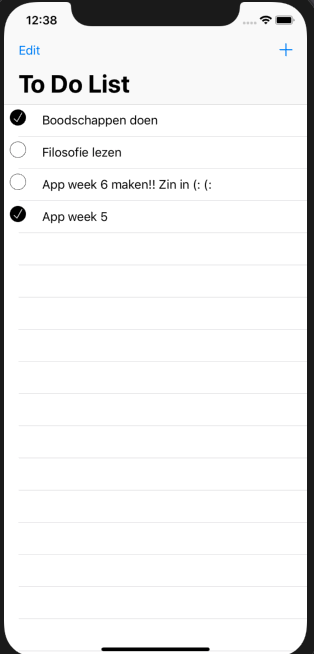 12:38
Edit
To Do List
Boodschappen doen
Filosofie lezen
App week 6 maken!! Zin in (: (:
App week 5